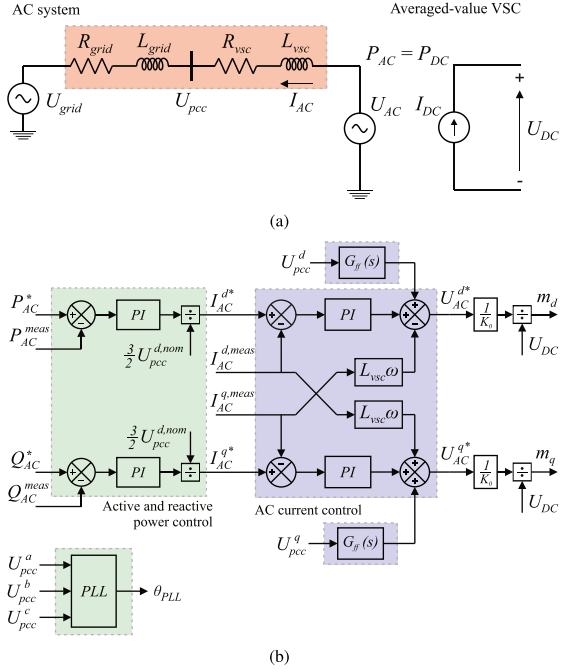 AC system
Averaged-value VSC
R_grid L_grid R_vsc L_vsc
P_AC = P_DC
U_grid U_pcc I_AC U_AC I_DC U_DC
+
-
(a)
U_pcc^d G_ff(s)
P_AC^* + - PI ÷ I_AC^d* + - PI + + - U_AC^d* 1/K_0 ÷ m_d
P_AC^meas
3/2 U_pcc^d,nom
U_DC
I_AC^d,meas
L_vsc ω
I_AC^q,meas
L_vsc ω
3/2 U_pcc^d,nom
Q_AC^* + - PI ÷ I_AC^q* + - PI + + + U_AC^q* 1/K_0 ÷ m_q
Q_AC^meas
U_DC
Active and reactive
power control
AC current control
U_pcc^q G_ff(s)
U_pcc^a
U_pcc^b PLL θ_PLL
U_pcc^c
(b)